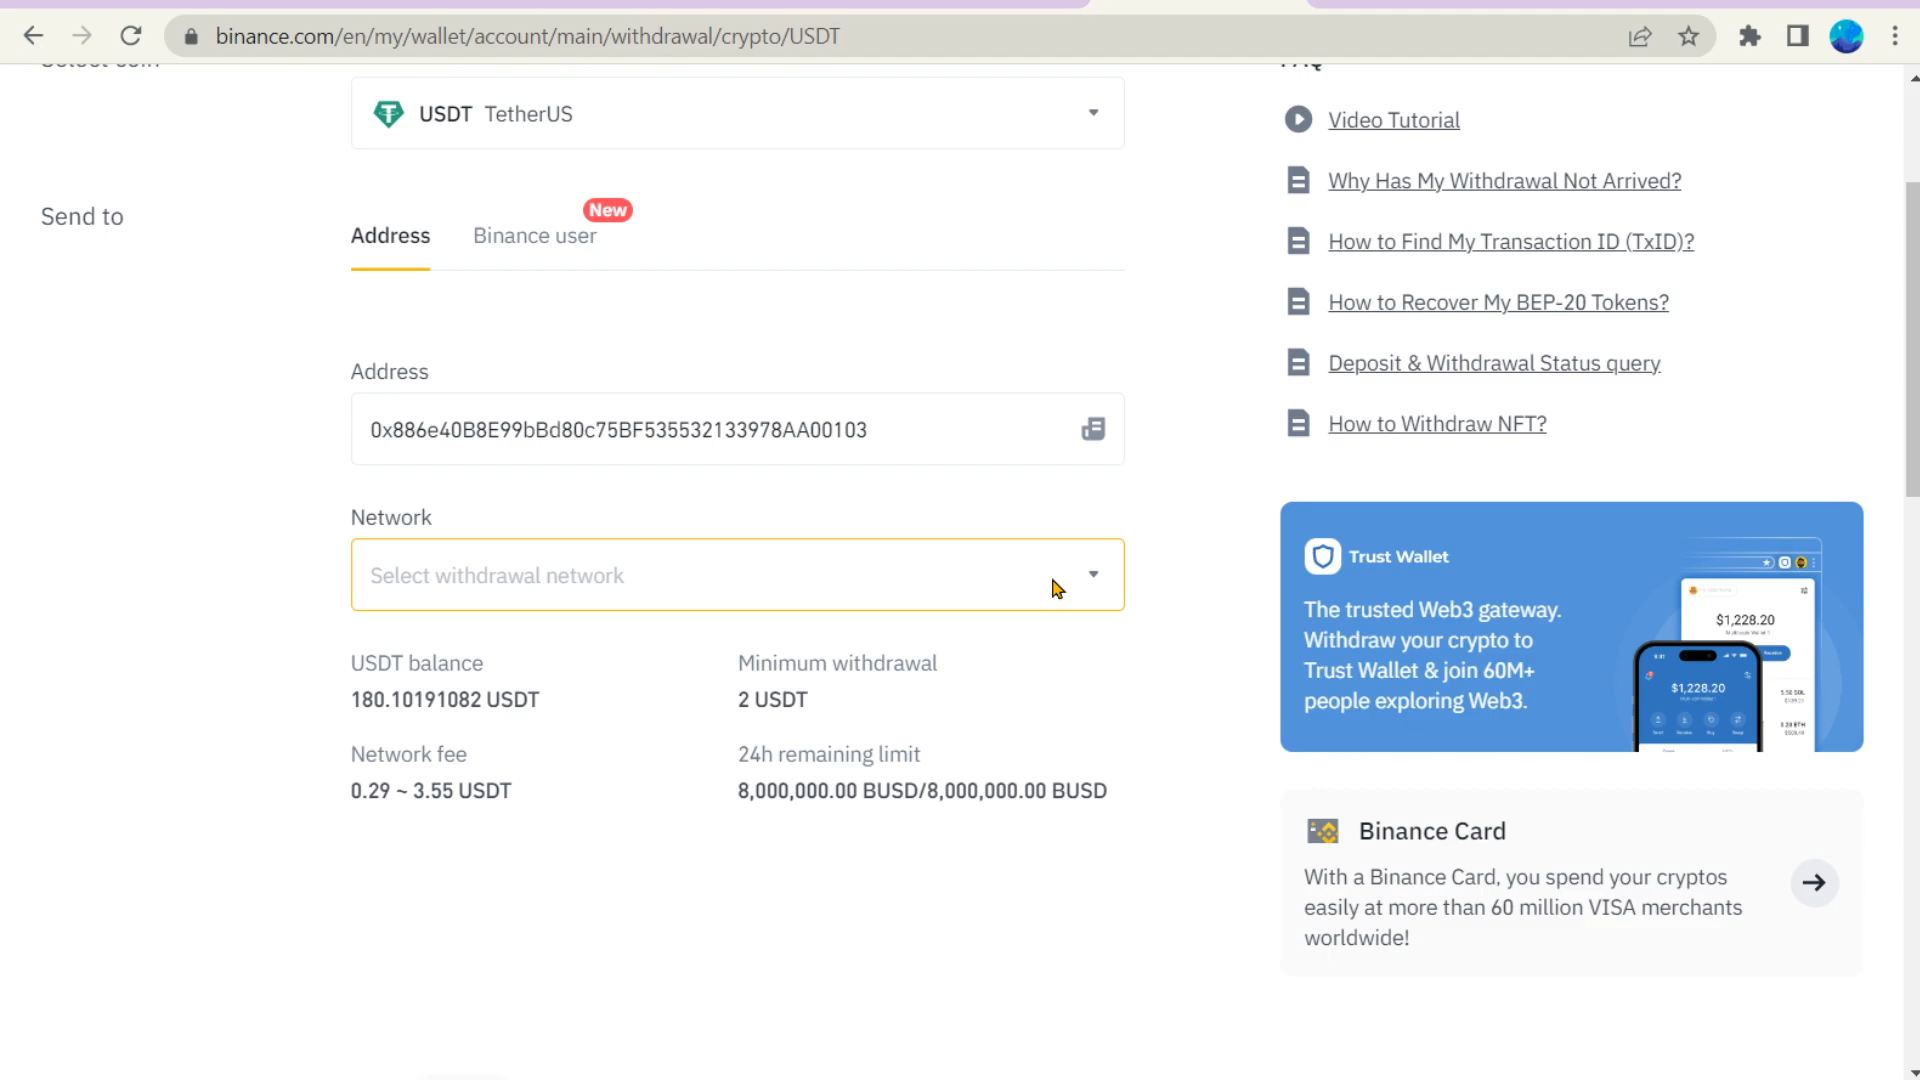 binance.com/en/my/wallet/account/main/withdrawal/crypto/USDT
USDT TetherUS
Send to
New
Address
Binance user
Address
0x886e40B8E99bBd80c75BF535532133978AA00103
Network
Select withdrawal network
USDT balance
180.10191082 USDT
Minimum withdrawal
2 USDT
Network fee
0.29 ~ 3.55 USDT
24h remaining limit
8,000,000.00 BUSD/8,000,000.00 BUSD
FAQ
Video Tutorial
Why Has My Withdrawal Not Arrived?
How to Find My Transaction ID (TxID)?
How to Recover My BEP-20 Tokens?
Deposit & Withdrawal Status query
How to Withdraw NFT?
Trust Wallet
The trusted Web3 gateway.
Withdraw your crypto to
Trust Wallet & join 60M+
people exploring Web3.
$1,228.20
$1,228.20
Binance Card
With a Binance Card, you spend your cryptos
easily at more than 60 million VISA merchants
worldwide!